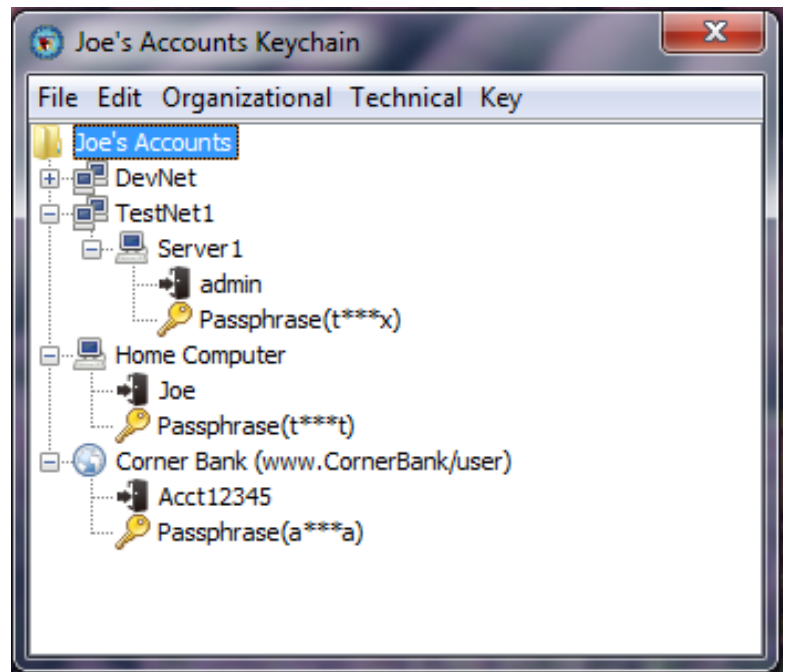 Joe's Accounts Keychain
File Edit Organizational Technical Key
Joe's Accounts
DevNet
TestNet1
Server1
admin
Passphrase(t***x)
Home Computer
Joe
Passphrase(t***t)
Corner Bank (www.CornerBank/user)
Acct12345
Passphrase(a***a)